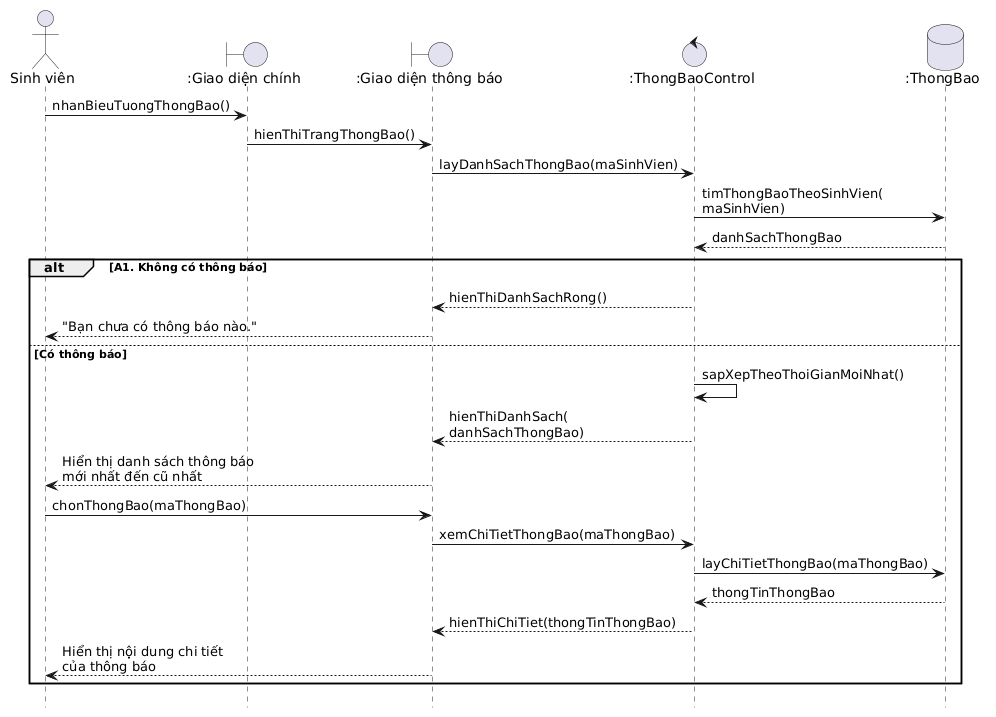 Sinh viên
:Giao diện chính
:Giao diện thông báo
:ThongBaoControl
:ThongBao
nhanBieuTuongThongBao()
hienThiTrangThongBao()
layDanhSachThongBao(maSinhVien)
timThongBaoTheoSinhVien(
maSinhVien)
danhSachThongBao
alt
[A1. Không có thông báo]
hienThiDanhSachRong()
"Bạn chưa có thông báo nào."
[Có thông báo]
sapXepTheoThoiGianMoiNhat()
hienThiDanhSach(
danhSachThongBao)
Hiển thị danh sách thông báo
mới nhất đến cũ nhất
chonThongBao(maThongBao)
xemChiTietThongBao(maThongBao)
layChiTietThongBao(maThongBao)
thongTinThongBao
hienThiChiTiet(thongTinThongBao)
Hiển thị nội dung chi tiết
của thông báo